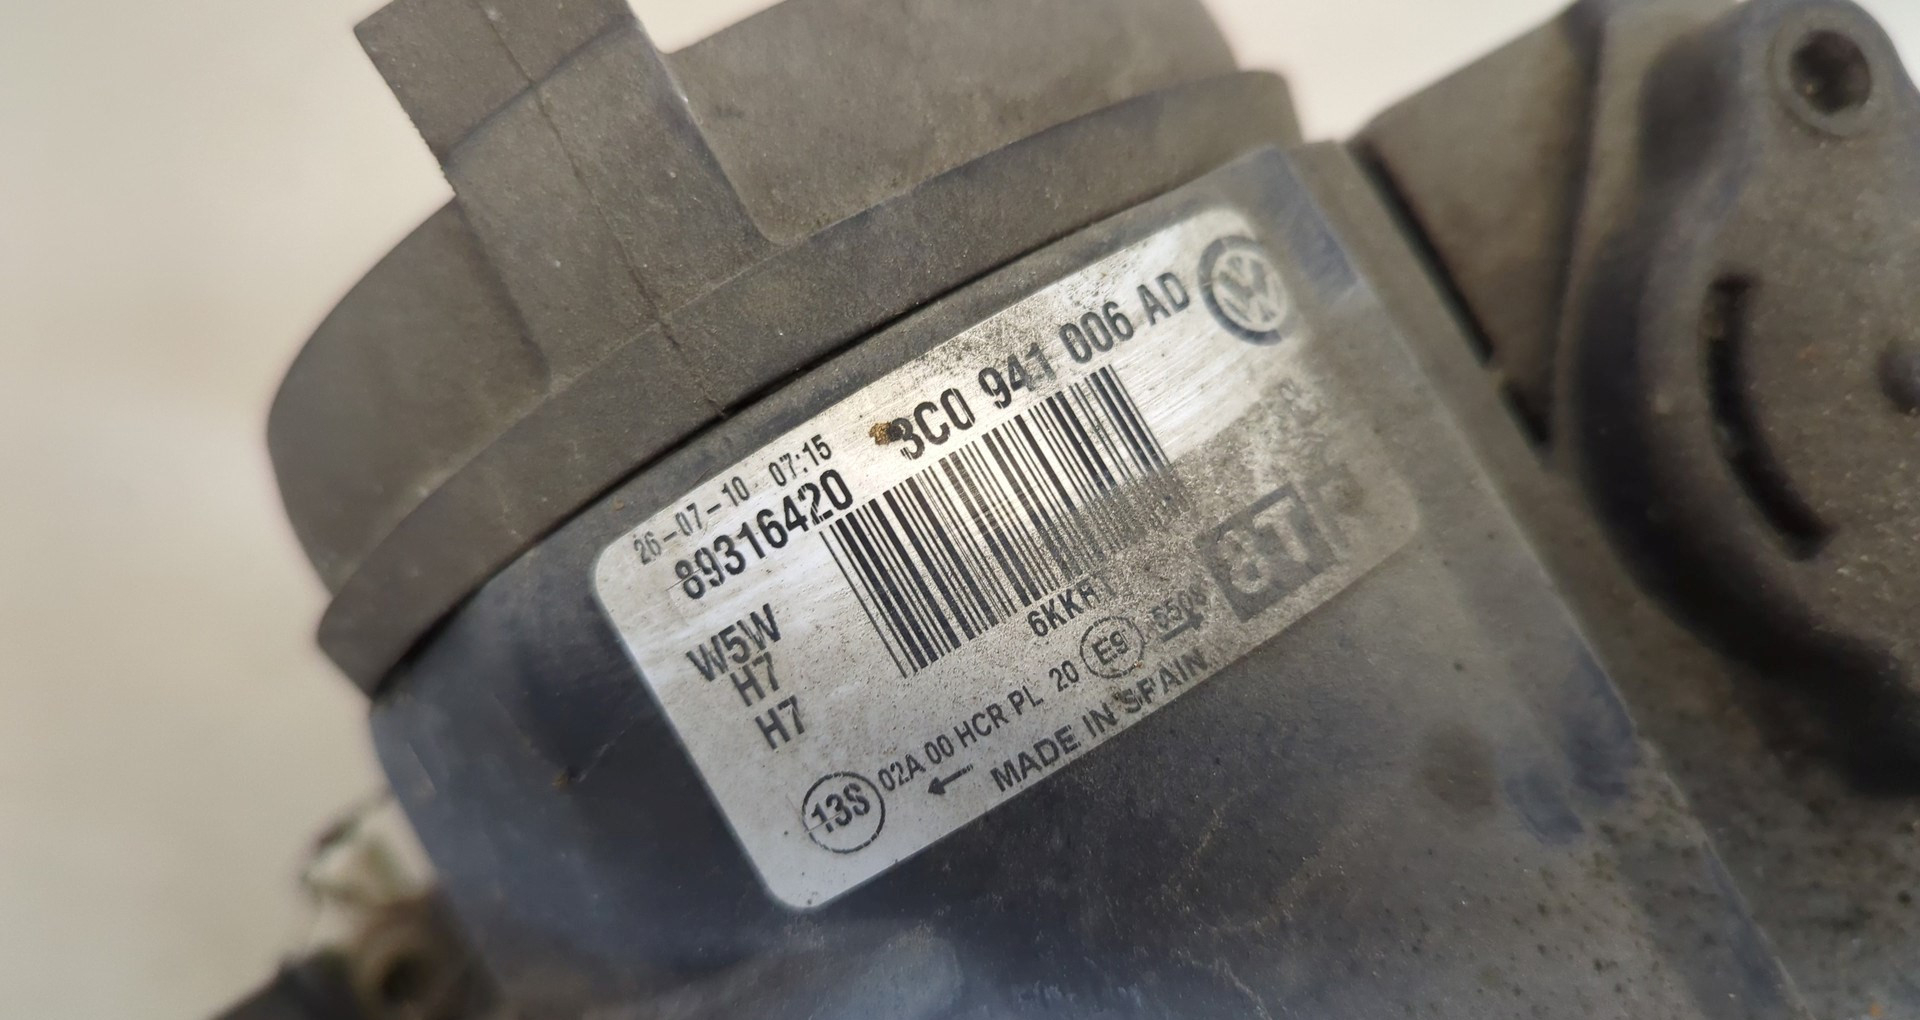 3C0 941 006 AD
26-07-10 07:15
89316420
W5W
H7
H7
13S 02A 00 HCR PL 20 E9
MADE IN SPAIN